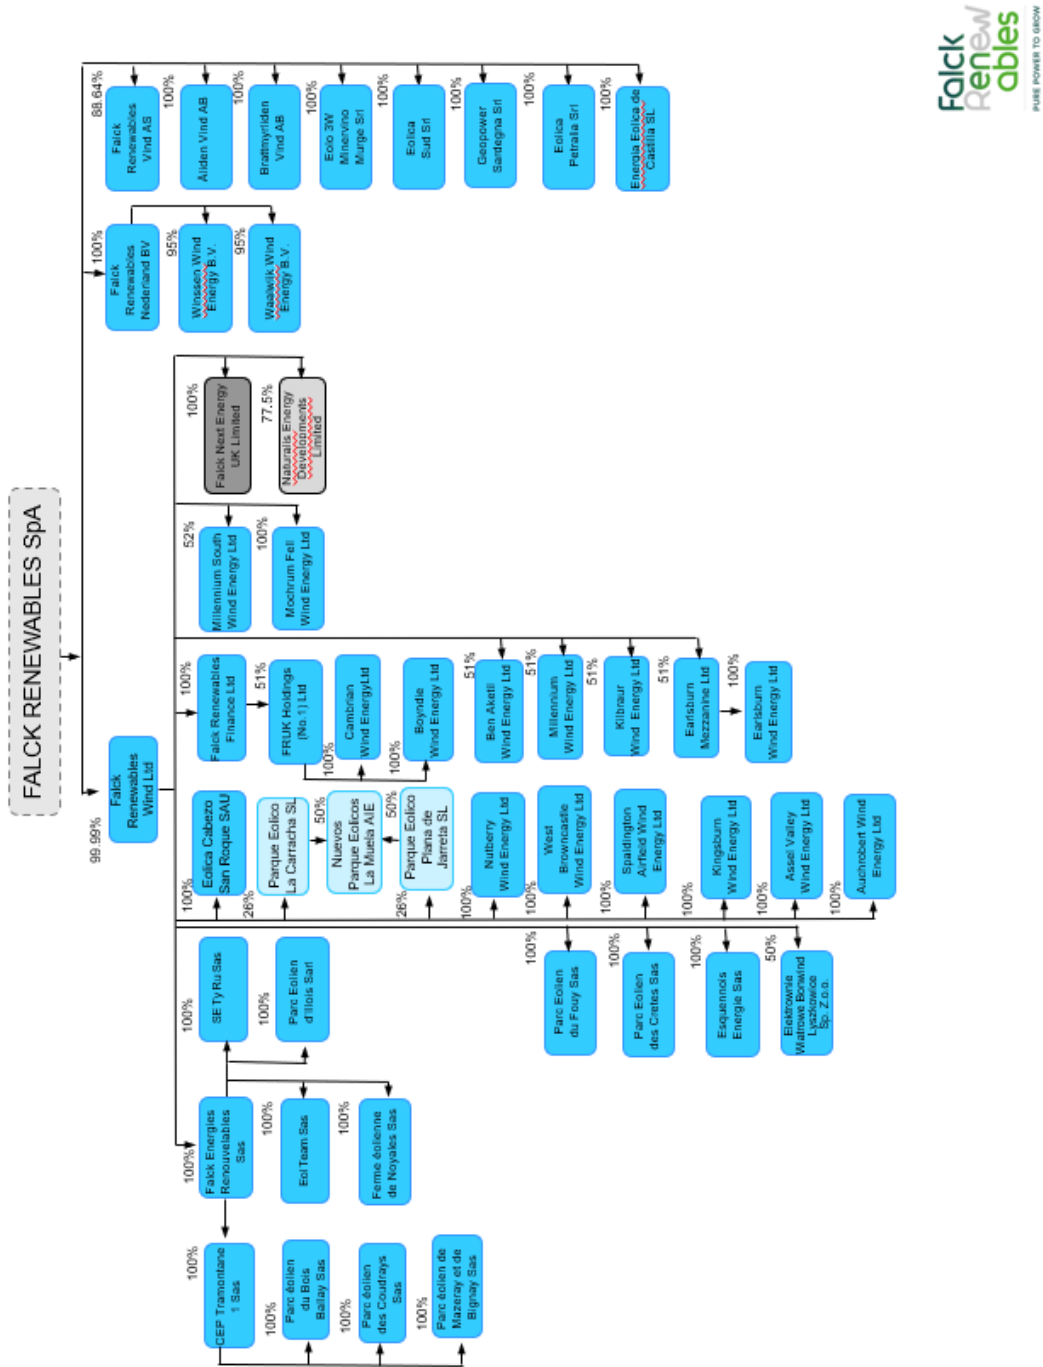 FALCK RENEWABLES SpA
99.99%
Falck
Renewables
Wind Ltd
100%
Falck Energies
Renouvelables
Sas
100%
CEP Tramontane
1 Sas
100%
Parc éolien
du Bois
Ballay Sas
100%
Parc éolien
des Coudrays
Sas
100%
Parc éolien de
Mazeray et de
Bignay Sas
100%
EolTeam Sas
100%
Ferme éolienne
de Noyales Sas
100%
SE Ty Ru Sas
100%
Parc Eolien
d'Illois Sarl
100%
Parc Eolien
du Fouy Sas
100%
Parc Eolien
des Cretes Sas
100%
Esquennois
Energie Sas
50%
Elektrownie
Wiatrowe Bonwind
Lyszkowice
Sp. Z o.o.
100%
Eolica Cabezo
San Roque SAU
26%
Parque Eolico
La Carracha SL
50%
Nuevos
Parque Eolicos
La Muela AIE
50%
26%
Parque Eolico
Plana de
Jarreta SL
100%
Nutberry
Wind Energy Ltd
100%
West
Browncastle
Wind Energy Ltd
100%
Spaldington
Airfield Wind
Energy Ltd
100%
Kingsburn
Wind Energy Ltd
100%
Assel Valley
Wind Energy Ltd
100%
Auchrobert Wind
Energy Ltd
100%
Falck Renewables
Finance Ltd
51%
FRUK Holdings
(No.1) Ltd
100%
Cambrian
Wind EnergyLtd
100%
Boyndie
Wind Energy Ltd
51%
Ben Aketil
Wind Energy Ltd
51%
Millennium
Wind Energy Ltd
51%
Kilbraur
Wind Energy Ltd
51%
Earlsburn
Mezzanine Ltd
100%
Earlsburn
Wind Energy Ltd
52%
Millennium South
Wind Energy Ltd
100%
Mochrum Fell
Wind Energy Ltd
100%
Falck Next Energy
UK Limited
77.5%
Naturalis Energy
Developments
Limited
100%
Falck
Renewables
Nederland BV
95%
Winssen Wind
Energy B.V.
95%
Waalwijk Wind
Energy B.V.
88.64%
Falck
Renewables
Vind AS
100%
Åliden Vind AB
100%
Brattmyrliden
Vind AB
100%
Eolo 3W
Minervino
Murge Srl
100%
Eolica
Sud Srl
100%
Geopower
Sardegna Srl
100%
Eolica
Petralia Srl
100%
Energia Eolica de
Castilla SL
Falck
Renew
ables
PURE POWER TO GROW